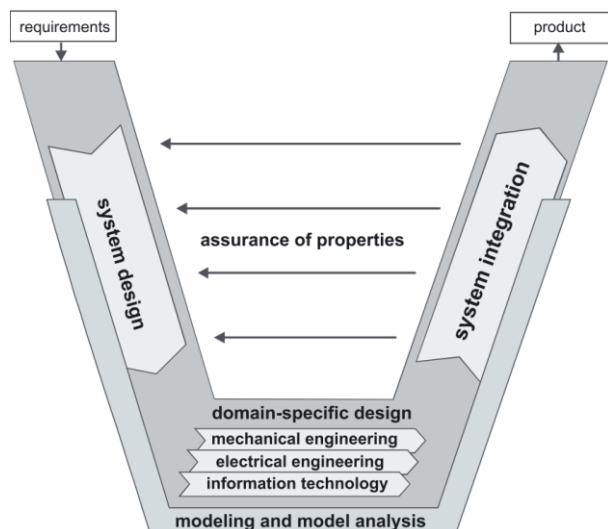 requirements
product
system design
system integration
assurance of properties
domain-specific design
mechanical engineering
electrical engineering
information technology
modeling and model analysis